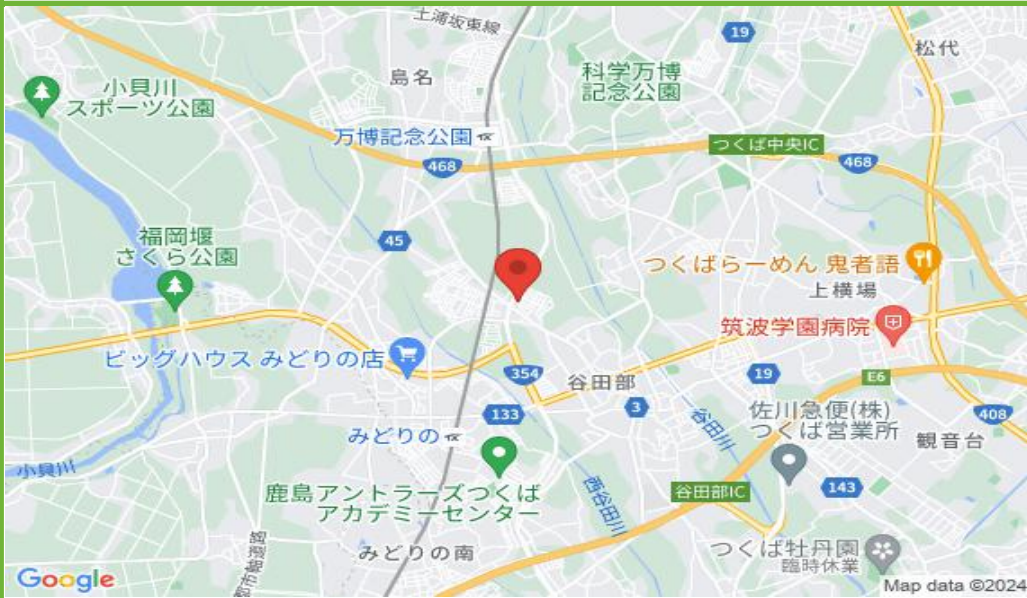 土浦坂東線
19
松代
島名
科学万博
記念公園
小貝川
スポーツ公園
万博記念公園
つくば中央IC
468
468
福岡堰
さくら公園
45
つくばらーめん 鬼者語
上横場
筑波学園病院
ビッグハウス みどりの店
354
谷田部
19
E6
133
3
佐川急便(株)
つくば営業所
408
みどりの
谷田川
観音台
小貝川
鹿島アントラーズつくば
アカデミーセンター
西谷田川
谷田部IC
143
みどりの南
つくば牡丹園
臨時休業
Google
Map data ©2024